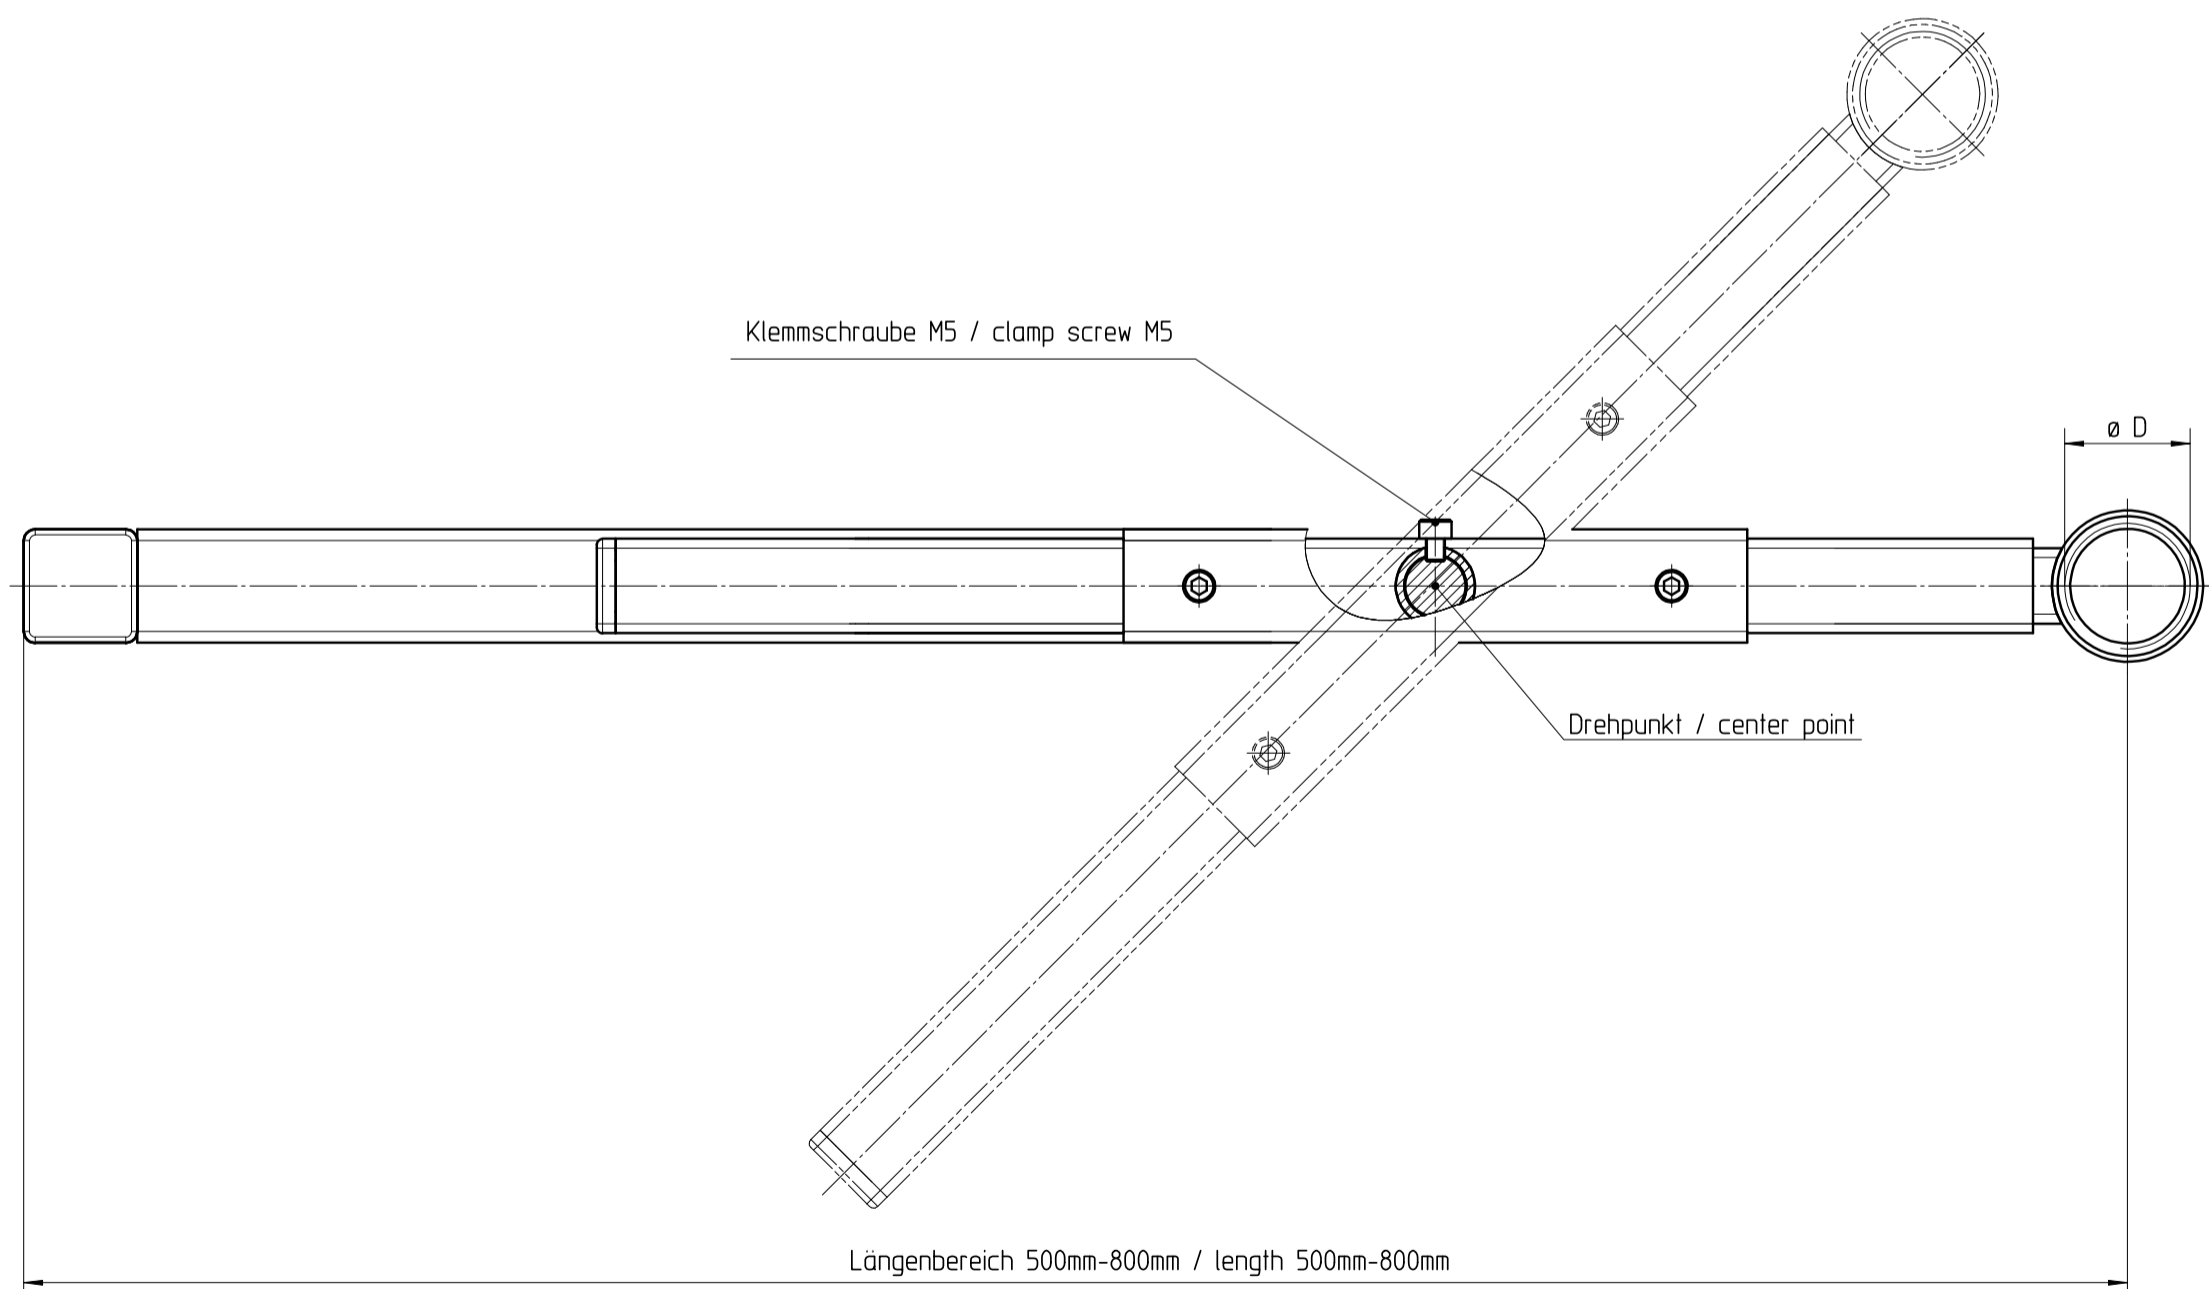 Klemmschraube M5 / clamp screw M5
ø D
Drehpunkt / center point
Längenbereich 500mm-800mm / length 500mm-800mm